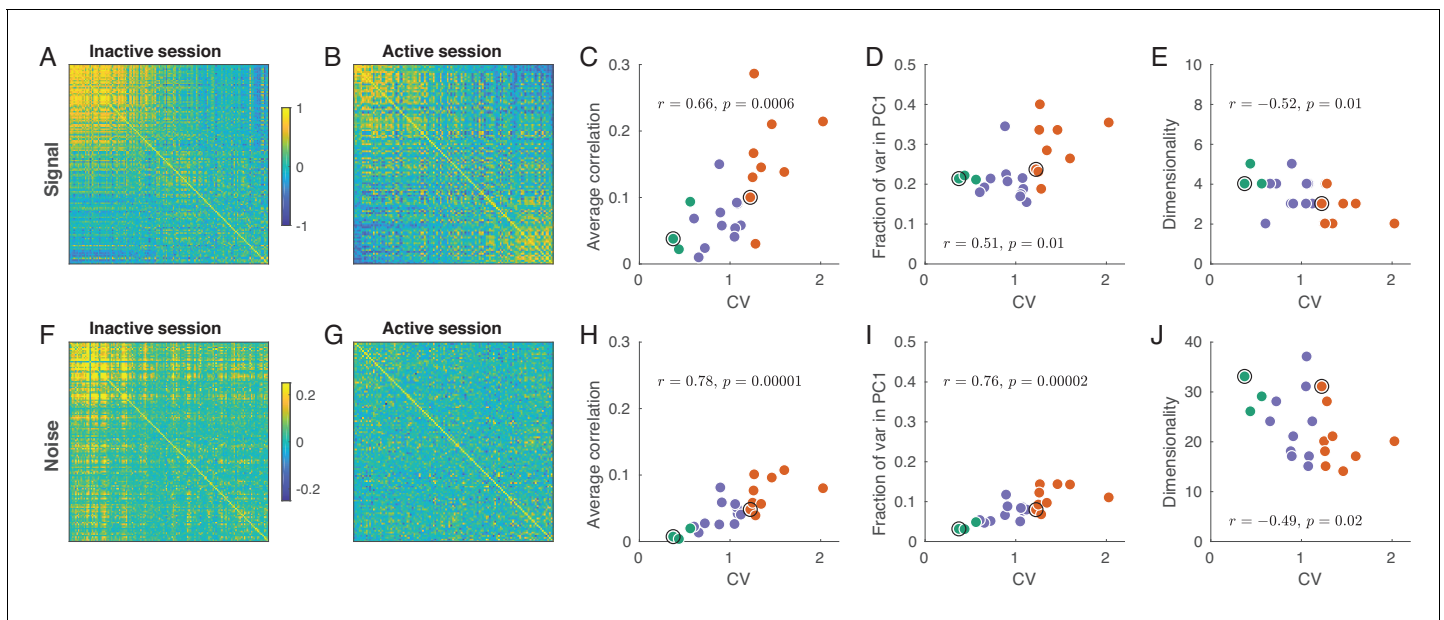 A
Inactive session
Signal
1
0
-1
B
Active session
C
Average correlation
0.3
0.2
0.1
0
r = 0.66, p = 0.0006
0
1
2
CV
D
Fraction of var in PC1
0.5
0.4
0.3
0.2
0.1
0
r = 0.51, p = 0.01
0
1
2
CV
E
Dimensionality
10
8
6
4
2
0
r = −0.52, p = 0.01
0
1
2
CV
F
Inactive session
Noise
0.2
0
-0.2
G
Active session
H
Average correlation
0.3
0.2
0.1
0
r = 0.78, p = 0.00001
0
1
2
CV
I
Fraction of var in PC1
0.5
0.4
0.3
0.2
0.1
0
r = 0.76, p = 0.00002
0
1
2
CV
J
Dimensionality
40
30
20
10
0
r = −0.49, p = 0.02
0
1
2
CV